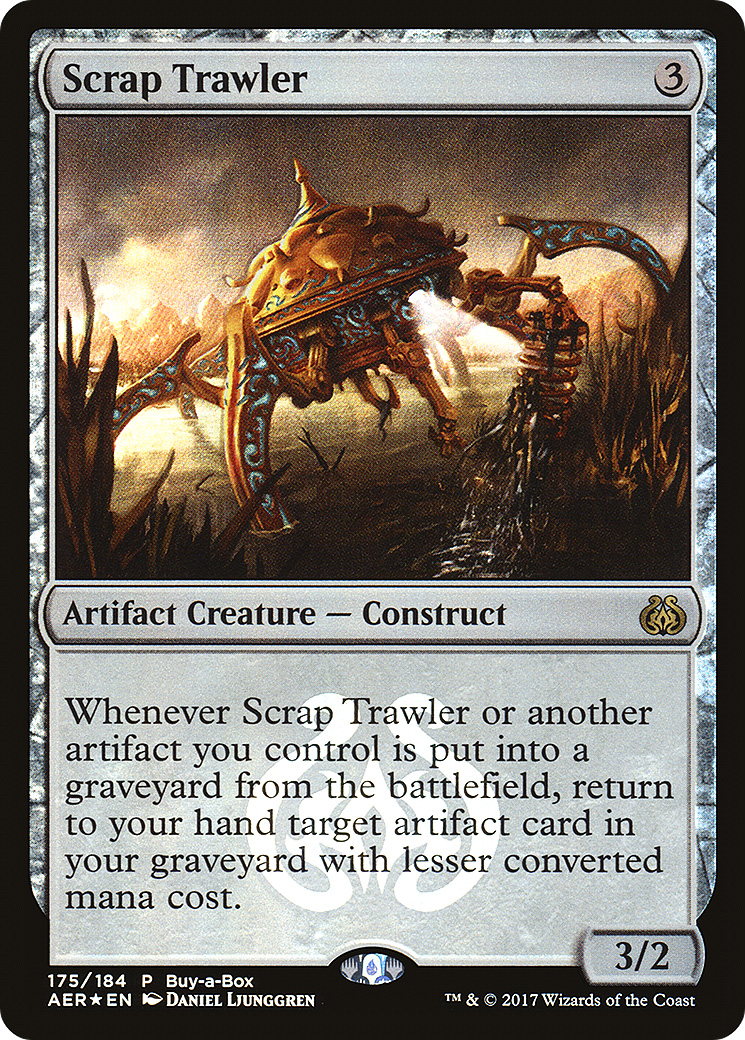 Scrap Trawler 3
Artifact Creature — Construct
Whenever Scrap Trawler or another
artifact you control is put into a
graveyard from the battlefield, return
to your hand target artifact card in
your graveyard with lesser converted
mana cost.
3/2
175/184 P Buy-a-Box
AER★EN Daniel Ljunggren
™ & © 2017 Wizards of the Coast